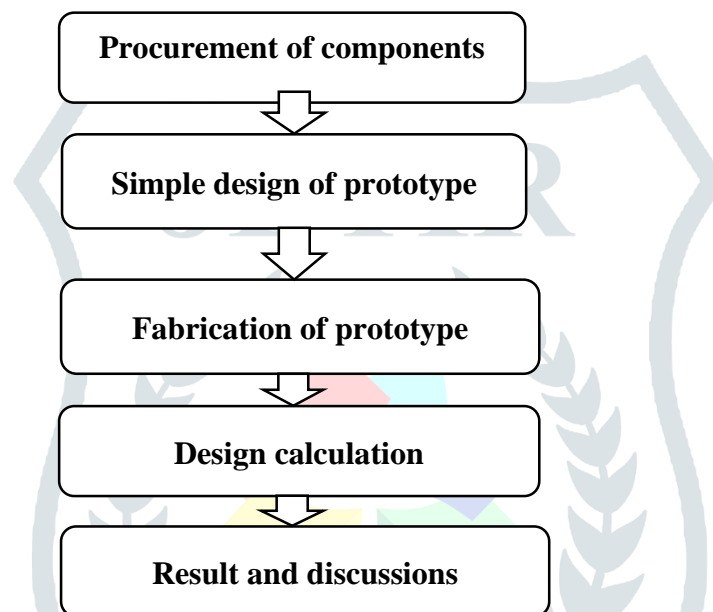 Procurement of components
Simple design of prototype
Fabrication of prototype
Design calculation
Result and discussions